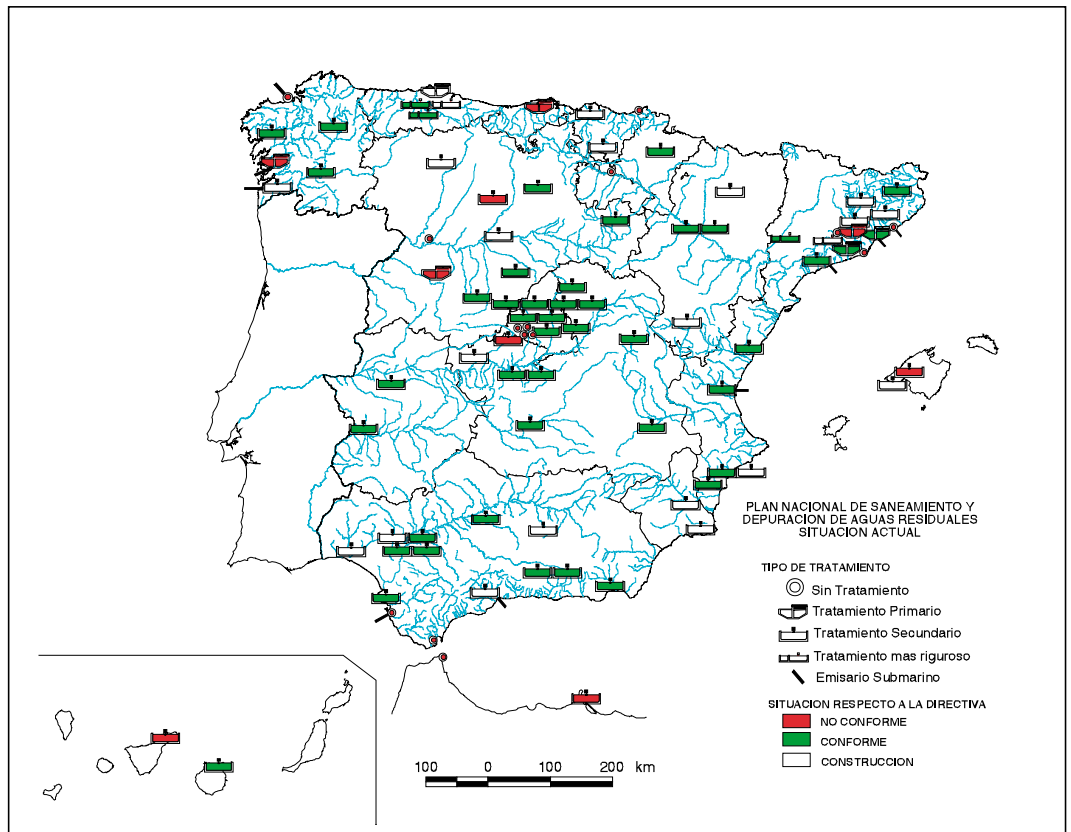 PLAN NACIONAL DE SANEAMIENTO Y
DEPURACION DE AGUAS RESIDUALES
SITUACION ACTUAL
TIPO DE TRATAMIENTO
Sin Tratamiento
Tratamiento Primario
Tratamiento Secundario
Tratamiento mas riguroso
Emisario Submarino
SITUACION RESPECTO A LA DIRECTIVA
NO CONFORME
CONFORME
CONSTRUCCION
100 0 100 200 km